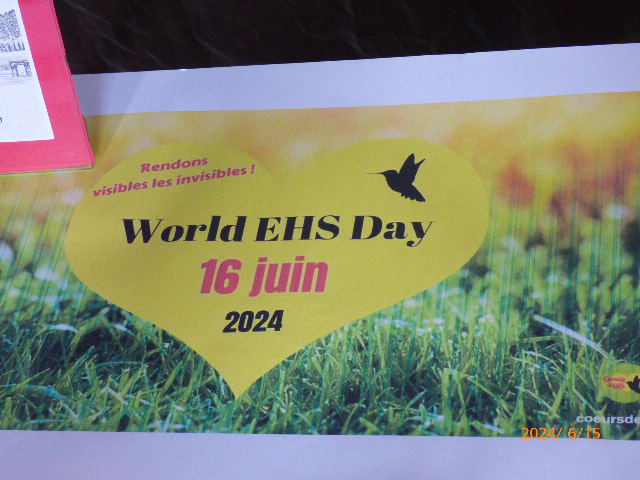 Rendons
visibles les invisibles !
World EHS Day
16 juin
2024
coeursde
2024/ 6/15